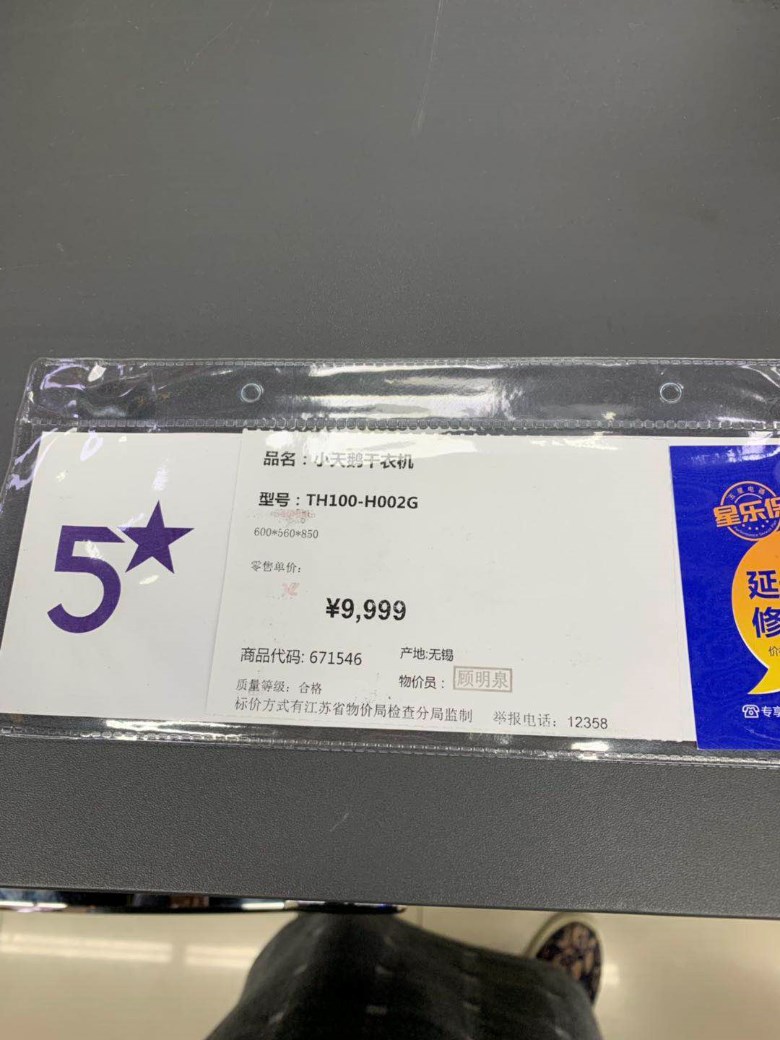 5★
品名：小天鹅干衣机
型号：TH100-H002G
600*560*850
零售单价：
¥9,999
商品代码: 671546 产地:无锡
质量等级：合格 物价员：顾明泉
标价方式有江苏省物价局检查分局监制 举报电话：12358
星乐保
延
修
价
专享